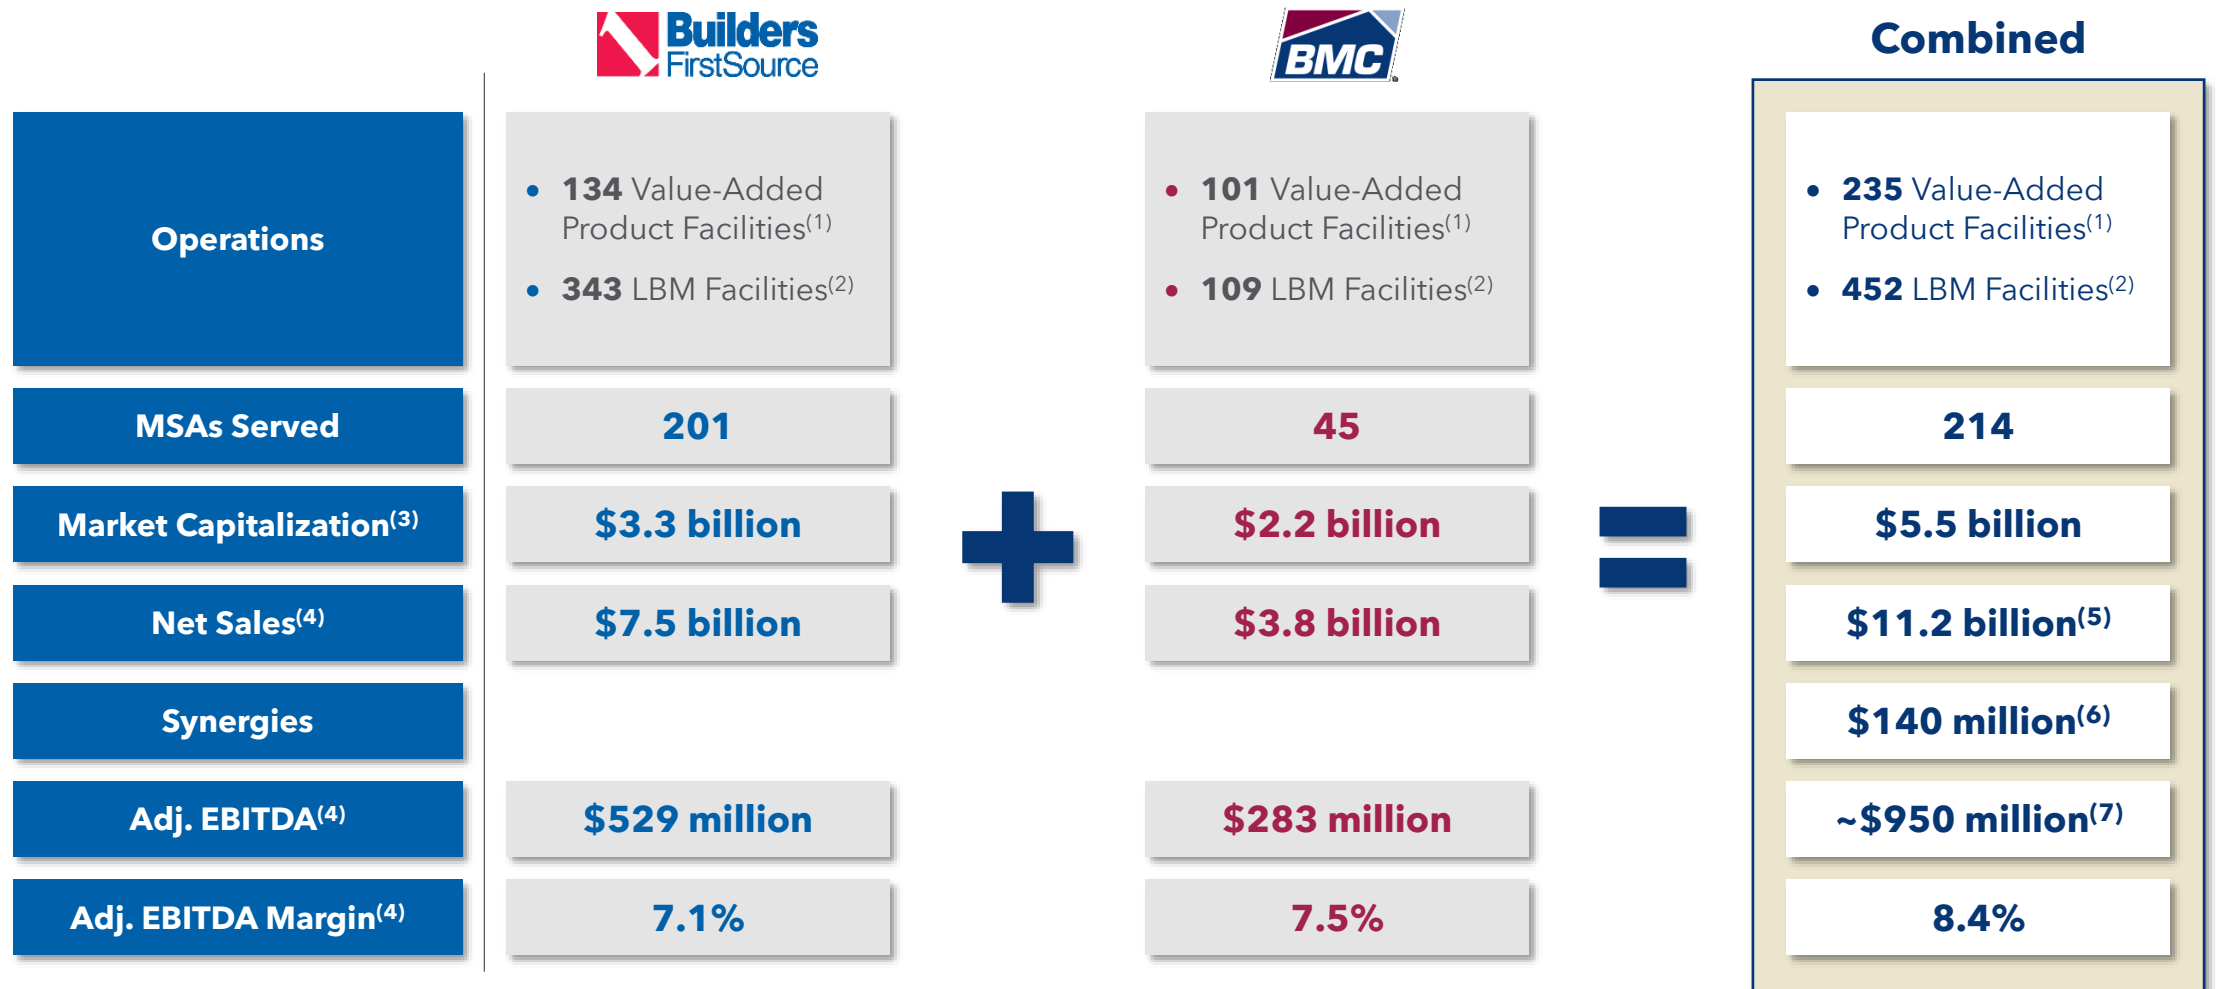 Builders
FirstSource
BMC
Combined
Operations
• 134 Value-Added
Product Facilities(1)
• 343 LBM Facilities(2)
• 101 Value-Added
Product Facilities(1)
• 109 LBM Facilities(2)
• 235 Value-Added
Product Facilities(1)
• 452 LBM Facilities(2)
MSAs Served
201
45
214
Market Capitalization(3)
$3.3 billion
$2.2 billion
$5.5 billion
Net Sales(4)
$7.5 billion
$3.8 billion
$11.2 billion(5)
Synergies
$140 million(6)
Adj. EBITDA(4)
$529 million
$283 million
~$950 million(7)
Adj. EBITDA Margin(4)
7.1%
7.5%
8.4%